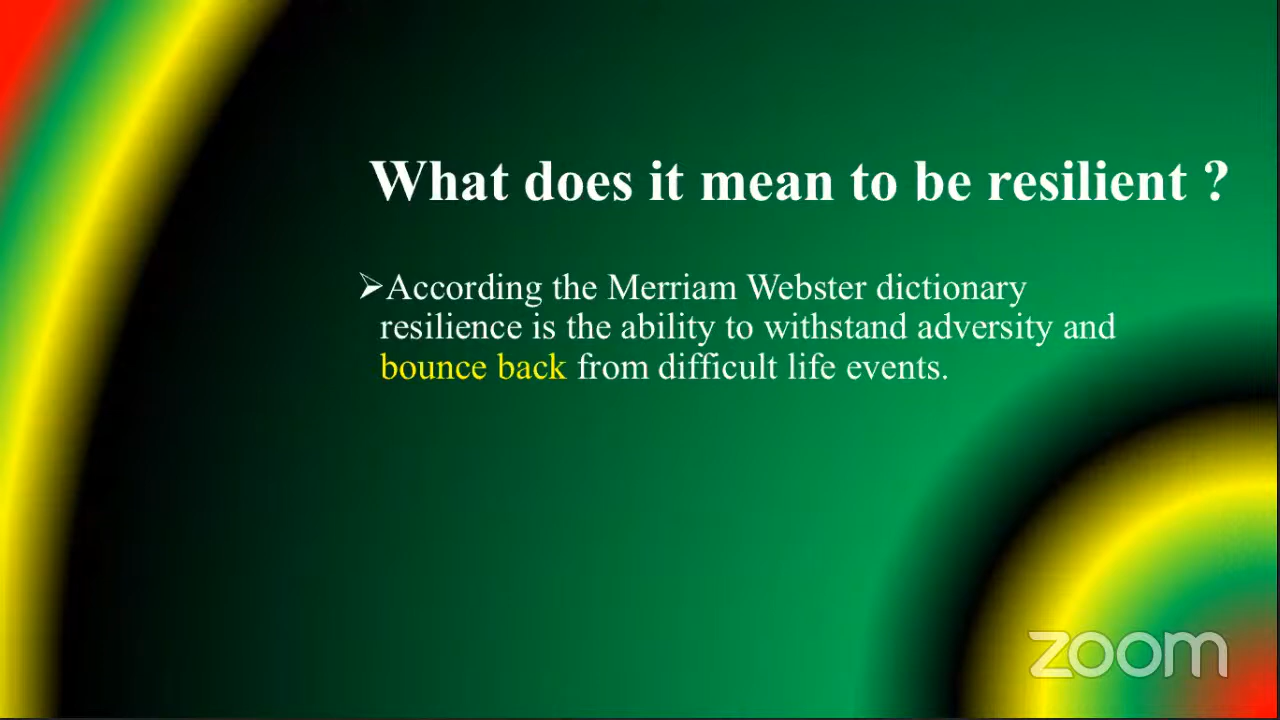 What does it mean to be resilient ?
➢According the Merriam Webster dictionary
resilience is the ability to withstand adversity and
bounce back from difficult life events.
zoom